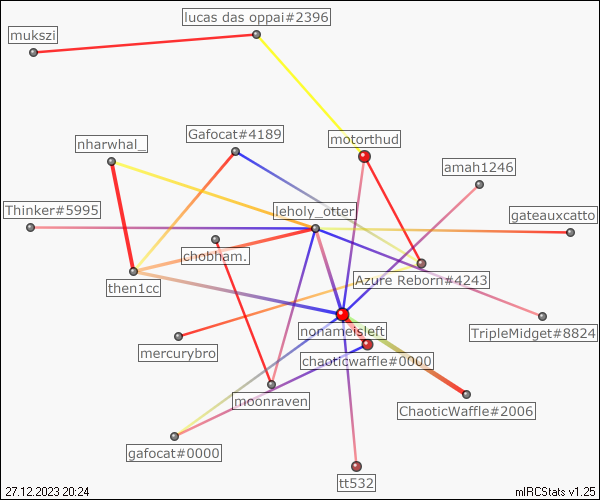 lucas das oppai#2396
mukszi
Gafocat#4189
motorthud
nharwhal_
amah1246
Thinker#5995
leholy_otter
gateauxcatto
chobham.
then1cc
Azure Reborn#4243
nonameisleft
TripleMidget#8824
mercurybro
chaoticwaffle#0000
moonraven
ChaoticWaffle#2006
gafocat#0000
tt532
27.12.2023 20:24
mIRCStats v1.25